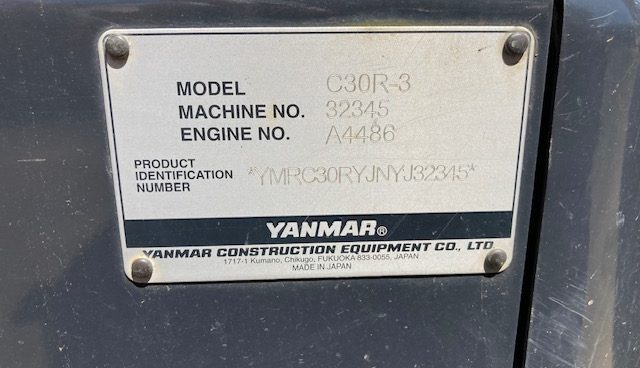 MODEL C30R-3
MACHINE NO. 32345
ENGINE NO. A4486
PRODUCT
IDENTIFICATION *YMRC30RYJNYJ32345*
NUMBER
YANMAR®
YANMAR CONSTRUCTION EQUIPMENT CO., LTD
1717-1 Kumano, Chikugo, FUKUOKA 833-0055, JAPAN
MADE IN JAPAN